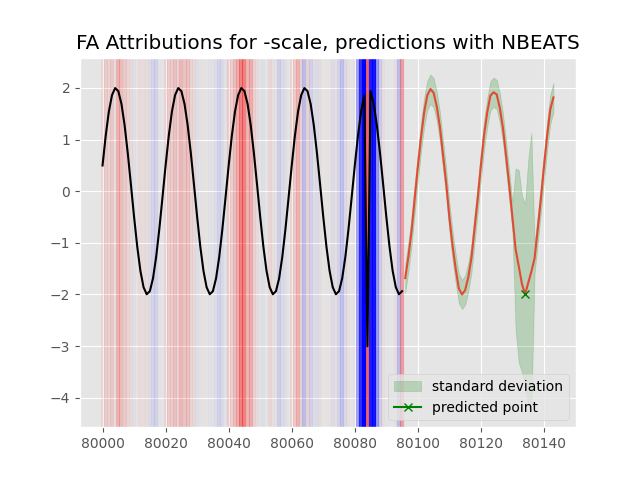 FA Attributions for -scale, predictions with NBEATS
2
1
0
−1
−2
−3
−4
standard deviation
predicted point
80000 80020 80040 80060 80080 80100 80120 80140